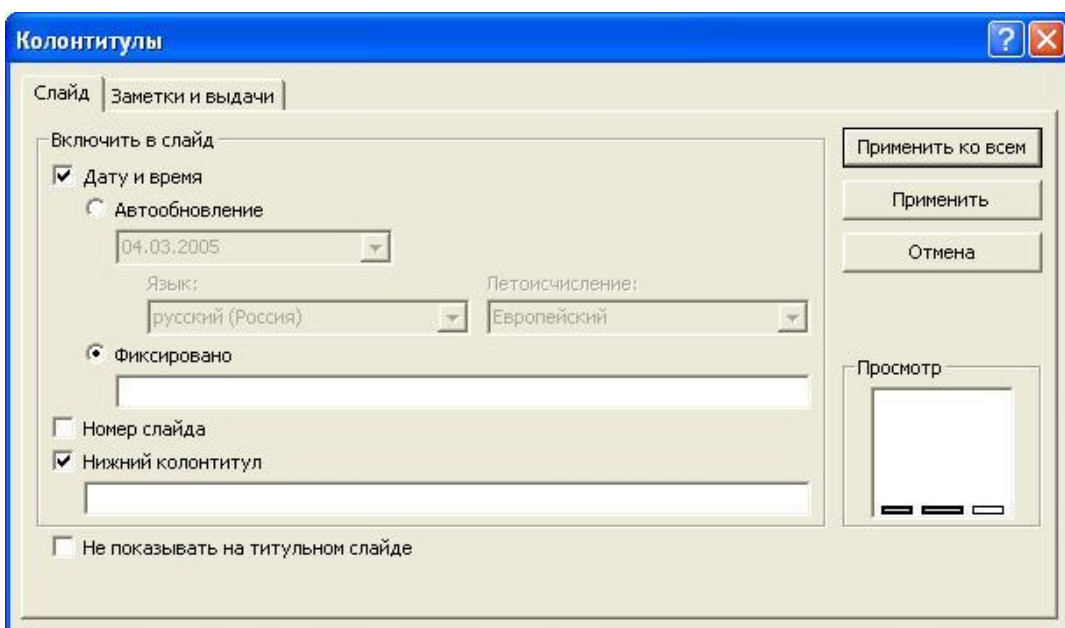 Колонтитулы
Слайд
Заметки и выдачи
Включить в слайд
Дату и время
Автообновление
04.03.2005
Язык:
Летоисчисление:
русский (Россия)
Европейский
Фиксировано
Номер слайда
Нижний колонтитул
Не показывать на титульном слайде
Применить ко всем
Применить
Отмена
Просмотр